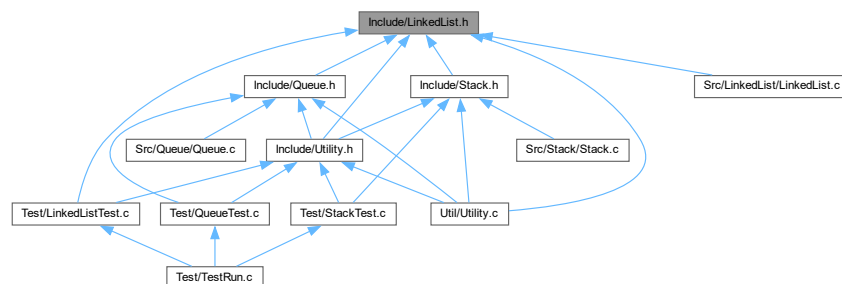 Include/LinkedList.h
Include/Queue.h
Include/Stack.h
Src/LinkedList/LinkedList.c
Src/Queue/Queue.c
Include/Utility.h
Src/Stack/Stack.c
Test/LinkedListTest.c
Test/QueueTest.c
Test/StackTest.c
Util/Utility.c
Test/TestRun.c